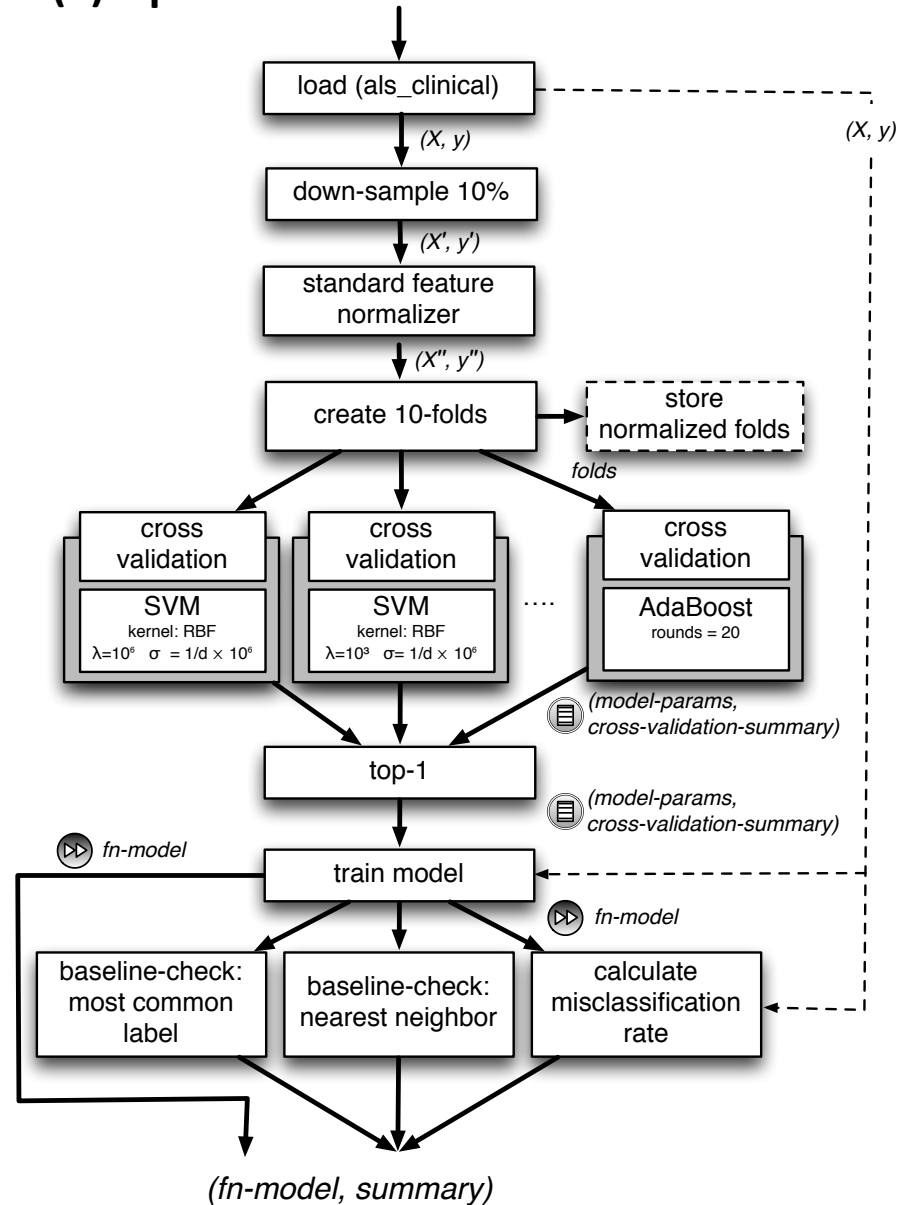 load (als_clinical)
(X, y)
(X, y)
down-sample 10%
(X', y')
standard feature
normalizer
(X", y")
create 10-folds
store
normalized folds
folds
cross
validation
SVM
kernel: RBF
λ=10⁶ σ = 1/d × 10⁶
cross
validation
SVM
kernel: RBF
λ=10³ σ= 1/d × 10⁶
....
cross
validation
AdaBoost
rounds = 20
(model-params,
cross-validation-summary)
top-1
(model-params,
cross-validation-summary)
fn-model
train model
fn-model
baseline-check:
most common
label
baseline-check:
nearest neighbor
calculate
misclassification
rate
(fn-model, summary)